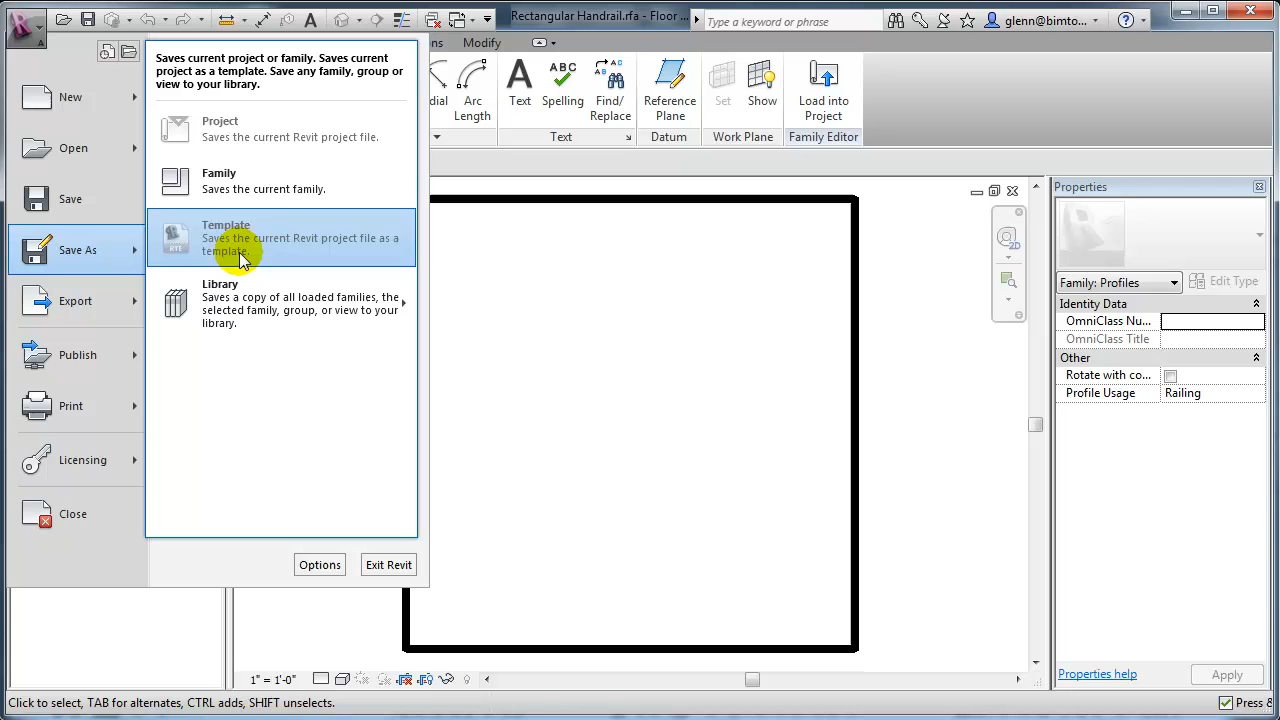 Rectangular Handrail.rfa - Floor ...
Type a keyword or phrase
glenn@bimto...
ons
Modify
Saves current project or family. Saves current
project as a template. Save any family, group or
view to your library.
New
Open
Save
Save As
Export
Publish
Print
Licensing
Close
Project
Saves the current Revit project file.
Family
Saves the current family.
Template
Saves the current Revit project file as a
template.
RTE
Library
Saves a copy of all loaded families, the
selected family, group, or view to your
library.
Options
Exit Revit
dial
Arc
Length
Text
Spelling
Find/
Replace
Text
Reference
Plane
Datum
Set
Show
Work Plane
Load into
Project
Family Editor
2D
Properties
Family: Profiles
Edit Type
Identity Data
OmniClass Nu...
OmniClass Title
Other
Rotate with co...
Profile Usage
Railing
Properties help
Apply
1" = 1'-0"
Click to select, TAB for alternates, CTRL adds, SHIFT unselects.
Press &